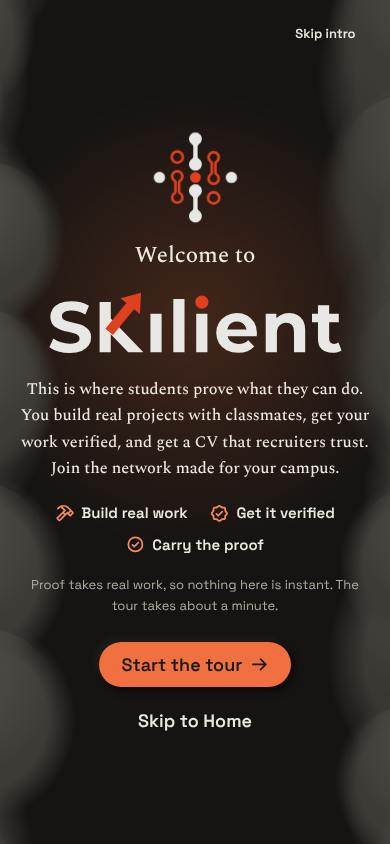 Skip intro
Welcome to
Skilient
This is where students prove what they can do.
You build real projects with classmates, get your
work verified, and get a CV that recruiters trust.
Join the network made for your campus.
Build real work Get it verified
Carry the proof
Proof takes real work, so nothing here is instant. The
tour takes about a minute.
Start the tour →
Skip to Home